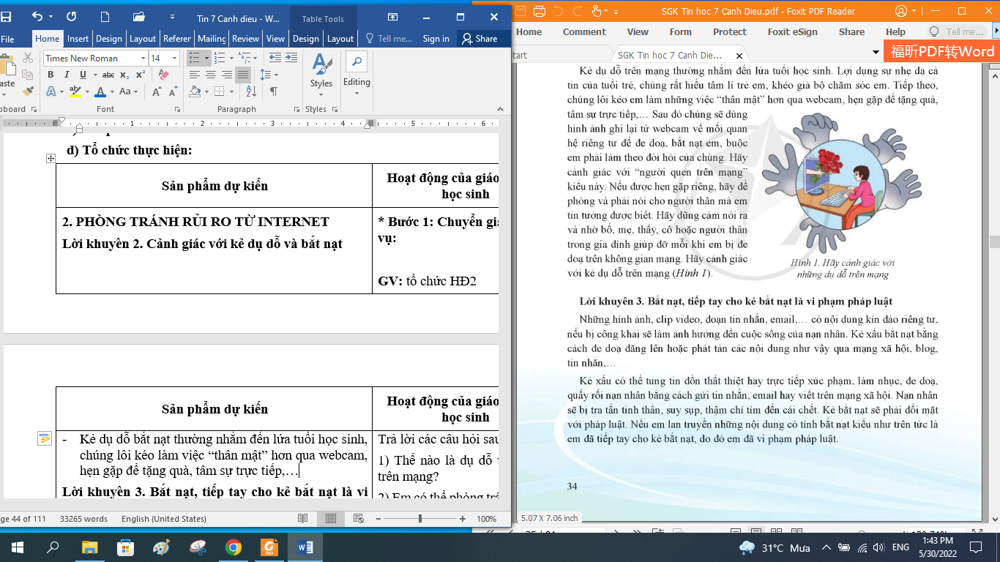 Tin 7 Canh dieu - W...
Table Tools
File
Home
Insert
Design
Layout
Referer
Mailing
Review
View
Design
Layout
Tell me...
Sign in
Share
Times New Roman
14
aste
Styles
Editing
board
Font
Paragraph
Styles
1
2
3
4
5
6
d) Tổ chức thực hiện:
Sản phẩm dự kiến
Hoạt động của giáo
học sinh
2. PHÒNG TRÁNH RỦI RO TỪ INTERNET
Lời khuyên 2. Cảnh giác với kẻ dụ dỗ và bắt nạt
* Bước 1: Chuyển gi
vụ:
GV: tổ chức HĐ2
Sản phẩm dự kiến
Hoạt động của giáo
học sinh
- Kẻ dụ dỗ bắt nạt thường nhắm đến lứa tuổi học sinh,
chúng lôi kéo làm việc “thân mật” hơn qua webcam,
hẹn gặp để tặng quà, tâm sự trực tiếp,…
Lời khuyên 3. Bắt nạt, tiếp tay cho kẻ bắt nạt là vi
Trả lời các câu hỏi sau
1) Thế nào là dụ dỗ
trên mạng?
2) Em có thể phòng trá
ge 44 of 111
33265 words
English (United States)
100%
SGK Tin hoc 7 Canh Dieu.pdf - Foxit PDF Reader
Home
Comment
View
Form
Protect
Foxit eSign
Share
Help
Tell me...
tart
SGK Tin hoc 7 Canh Die...
福昕PDF转Word
Kẻ dụ dỗ trên mạng thường nhắm đến lứa tuổi học sinh. Lợi dụng sự nhẹ dạ cả
tin của tuổi trẻ, chúng rất hiểu tâm lí trẻ em, khéo giả bộ chăm sóc em. Tiếp theo,
chúng lôi kéo em làm những việc “thân mật” hơn qua webcam, hẹn gặp để tặng quà,
tâm sự trực tiếp,… Sau đó chúng sẽ dùng
hình ảnh ghi lại từ webcam về mối quan
hệ riêng tư để đe doạ, bắt nạt em, buộc
em phải làm theo đòi hỏi của chúng. Hãy
cảnh giác với “người quen trên mạng”
kiểu này. Nếu được hẹn gặp riêng, hãy đề
phòng và phải nói cho người thân mà em
tin tưởng được biết. Hãy dũng cảm nói ra
và nhờ bố, mẹ, thầy, cô hoặc người thân
trong gia đình giúp đỡ mỗi khi em bị đe
doạ trên không gian mạng. Hãy cảnh giác
với kẻ dụ dỗ trên mạng (Hình 1).
Hình 1. Hãy cảnh giác với
những dụ dỗ trên mạng
Lời khuyên 3. Bắt nạt, tiếp tay cho kẻ bắt nạt là vi phạm pháp luật
Những hình ảnh, clip video, đoạn tin nhắn, email,… có nội dung kín đáo riêng tư,
nếu bị công khai sẽ làm ảnh hưởng đến cuộc sống của nạn nhân. Kẻ xấu bắt nạt bằng
cách đe doạ đăng lên hoặc phát tán các nội dung như vậy qua mạng xã hội, blog,
tin nhắn,…
Kẻ xấu có thể tung tin đồn thất thiệt hay trực tiếp xúc phạm, làm nhục, đe doạ,
quấy rối nạn nhân bằng cách gửi tin nhắn, email hay viết trên mạng xã hội. Nạn nhân
sẽ bị tra tấn tinh thần, suy sụp, thậm chí tìm đến cái chết. Kẻ bắt nạt sẽ phải đối mặt
với pháp luật. Nếu em lan truyền những nội dung có tính bắt nạt kiểu như trên tức là
em đã tiếp tay cho kẻ bắt nạt, do đó em đã vi phạm pháp luật.
34
5.07 X 7.06 inch
31°C Mưa
ENG
1:43 PM
5/30/2022